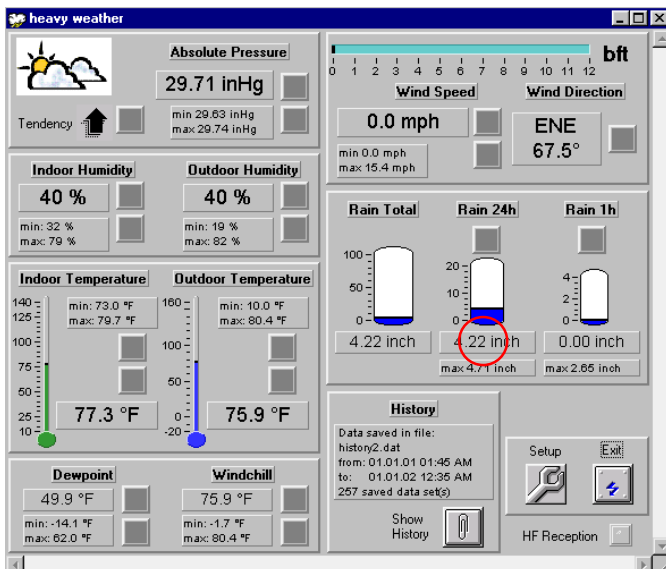 heavy weather
Absolute Pressure
29.71 inHg
Tendency
min 29.63 inHg
max 29.74 inHg
0 1 2 3 4 5 6 7 8 9 10 11 12
bft
Wind Speed
Wind Direction
0.0 mph
min 0.0 mph
max 15.4 mph
ENE
67.5°
Indoor Humidity
Outdoor Humidity
40 %
40 %
min: 32 %
max: 79 %
min: 19 %
max: 82 %
Rain Total
Rain 24h
Rain 1h
100
50
0
20
10
0
4
2
0
4.22 inch
4.22 inch
0.00 inch
max 4.71 inch
max 2.65 inch
Indoor Temperature
Outdoor Temperature
140
125
100
75
50
25
10
min: 73.0 °F
max: 79.7 °F
77.3 °F
160
100
50
0
-20
min: 10.0 °F
max: 80.4 °F
75.9 °F
History
Data saved in file:
history2.dat
from: 01.01.01 01:45 AM
to: 01.01.02 12:35 AM
257 saved data set(s)
Show
History
Setup
Exit
HF Reception
Dewpoint
Windchill
49.9 °F
75.9 °F
min: -14.1 °F
max: 62.0 °F
min: -1.7 °F
max: 80.4 °F